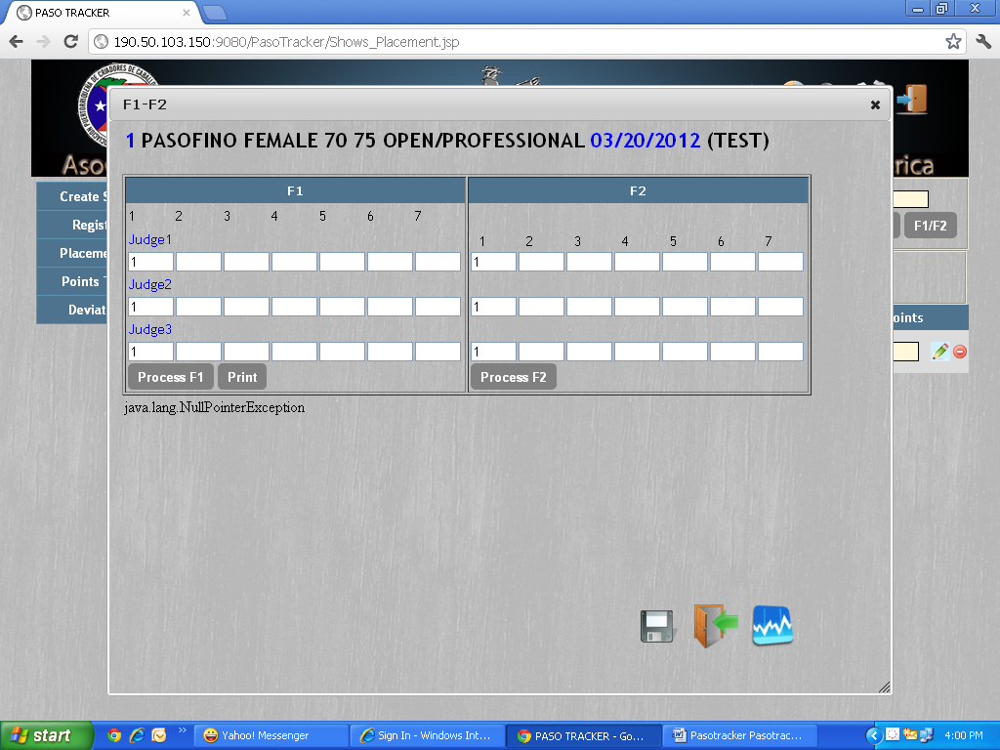 PASO TRACKER
190.50.103.150:9080/PasoTracker/Shows_Placement.jsp
F1-F2
1 PASOFINO FEMALE 70 75 OPEN/PROFESSIONAL 03/20/2012 (TEST)
Aso
rica
Create S
Regist
Placeme
Points T
Deviat
F1/F2
oints
F1
F2
1 2 3 4 5 6 7
Judge1
1 2 3 4 5 6 7
1
1
Judge2
1
1
Judge3
1
1
Process F1
Print
Process F2
java.lang.NullPointerException
start
Yahoo! Messenger
Sign In - Windows Int...
PASO TRACKER - Go...
Pasotracker Pasotrac...
4:00 PM